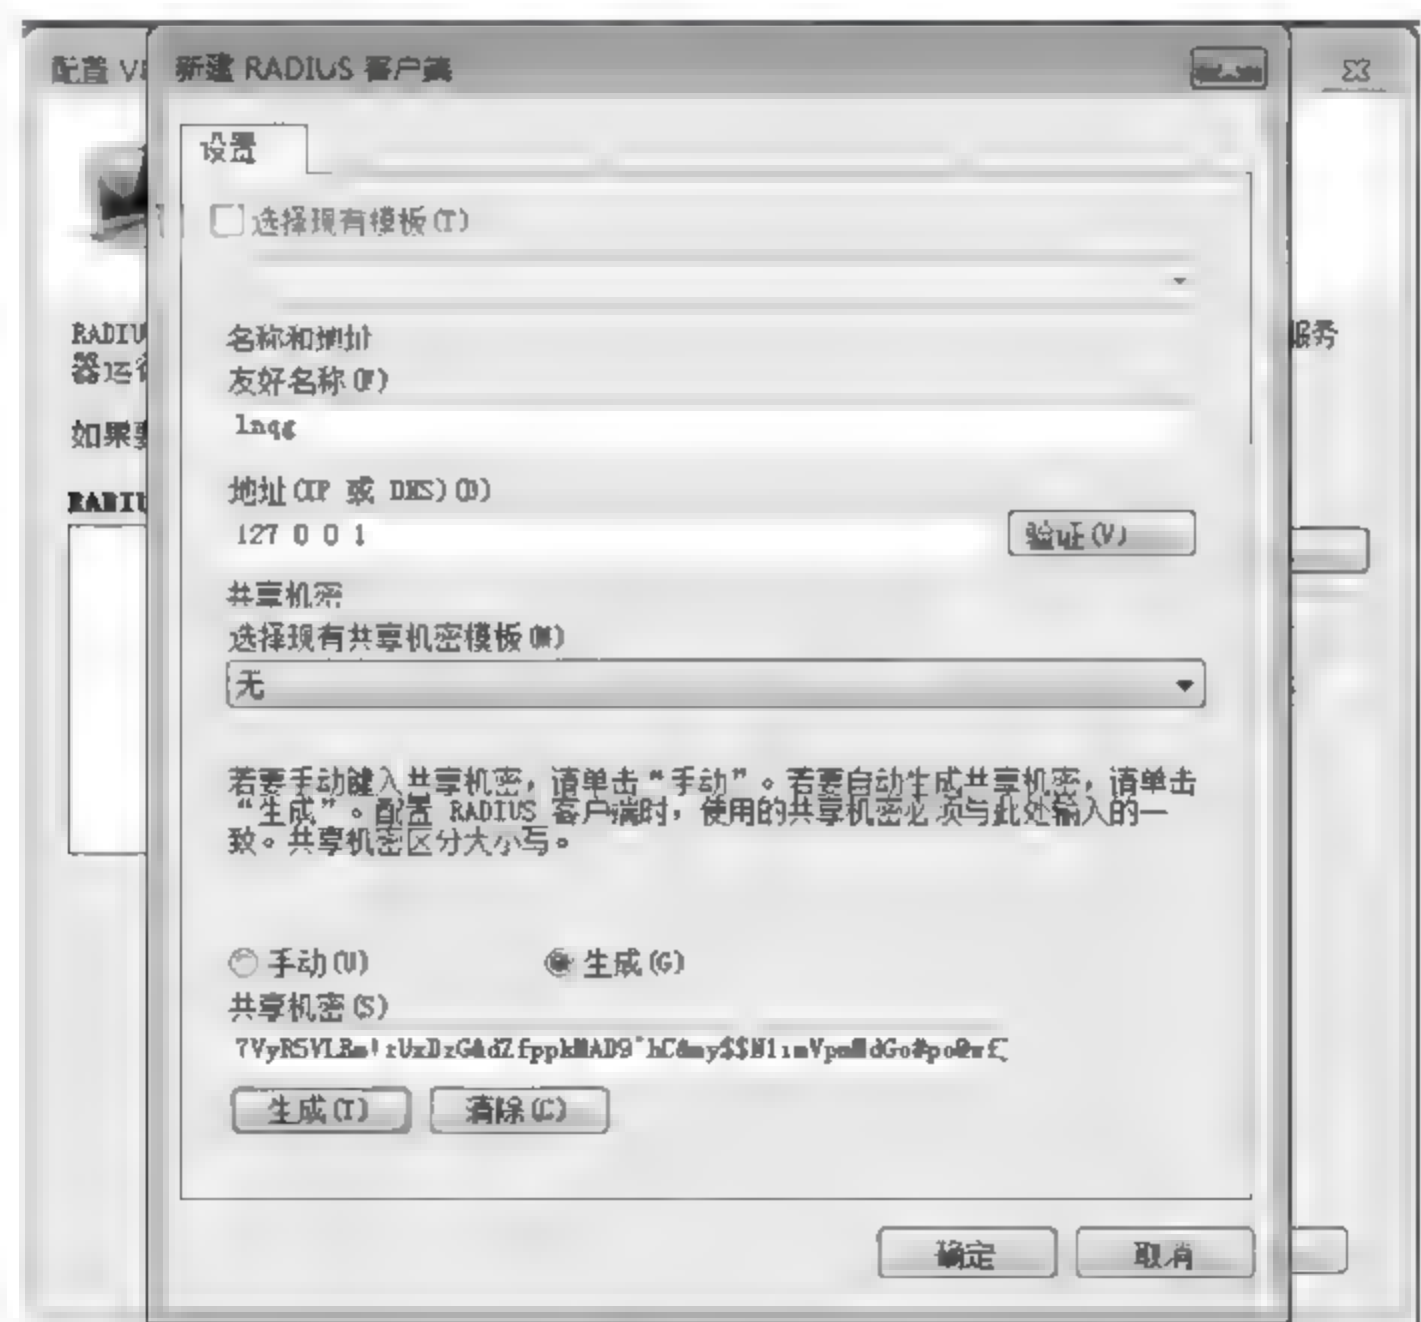 配置
新建 RADIUS 客户端
设置
选择现有模板(T)
名称和地址
友好名称(F)
lnqg
地址(IP 或 DNS)(D)
127 0 0 1
验证(V)
共享机密
选择现有共享机密模板(M)
无
若要手动键入共享机密，请单击“手动”。若要自动生成共享机密，请单击
“生成”。配置 RADIUS 客户端时，使用的共享机密必须与此处输入的一
致。共享机密区分大小写。
手动(U)
生成(G)
共享机密(S)
生成(T)
清除(C)
确定
取消
RADIU
器运行
如果要
RADIU
服务